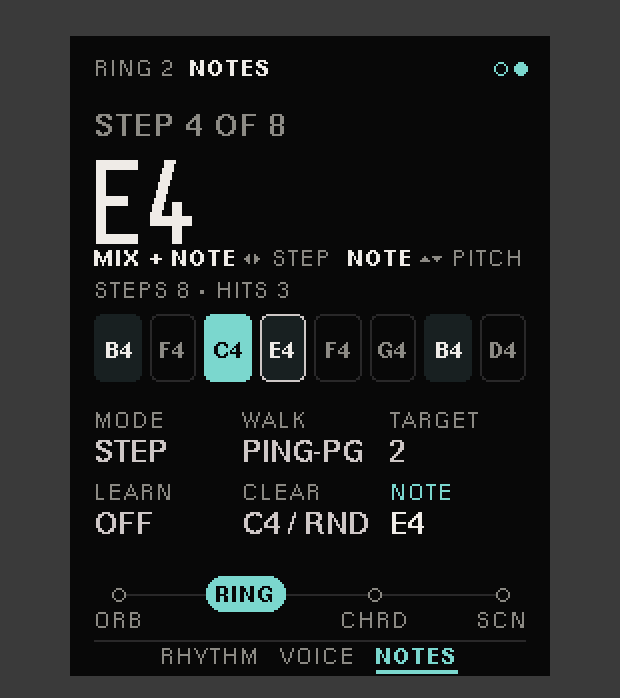 RING 2 NOTES
STEP 4 OF 8
E4
MIX + NOTE STEP NOTE PITCH
STEPS 8 · HITS 3
B4 F4 C4 E4 F4 G4 B4 D4
MODE WALK TARGET
STEP PING-PG 2
LEARN CLEAR NOTE
OFF C4 / RND E4
RING
ORB CHRD SCN
RHYTHM VOICE NOTES